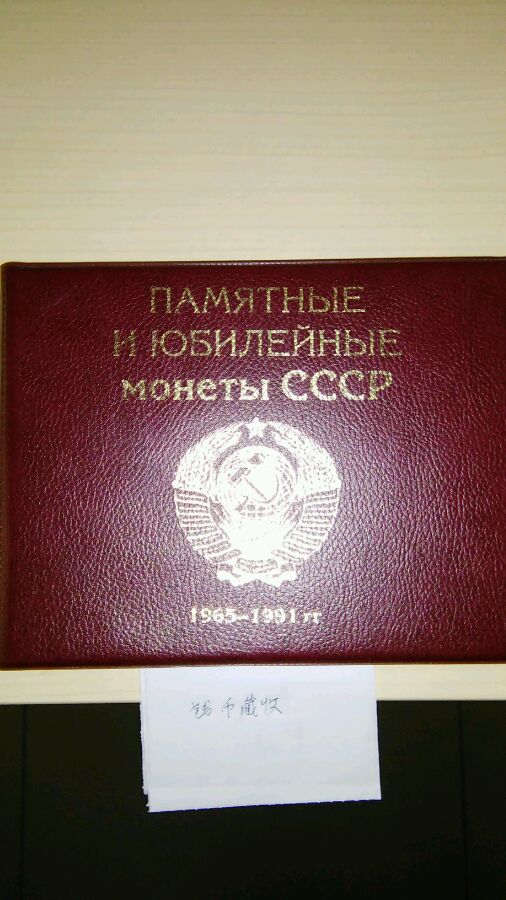 ПАМЯТНЫЕ
И ЮБИЛЕЙНЫЕ
монеты СССР
1965-1991 гг
钱币藏收